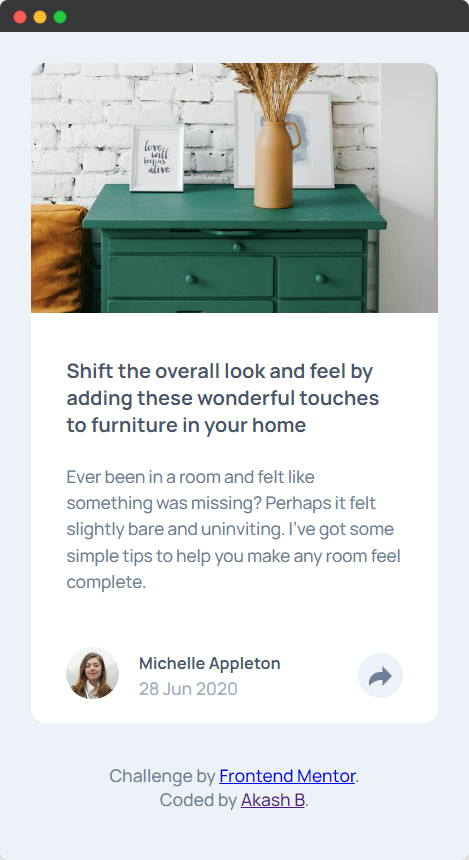 love
will
keep us
alive
Shift the overall look and feel by
adding these wonderful touches
to furniture in your home
Ever been in a room and felt like
something was missing? Perhaps it felt
slightly bare and uninviting. I’ve got some
simple tips to help you make any room feel
complete.
Michelle Appleton
28 Jun 2020
Challenge by Frontend Mentor.
Coded by Akash B.